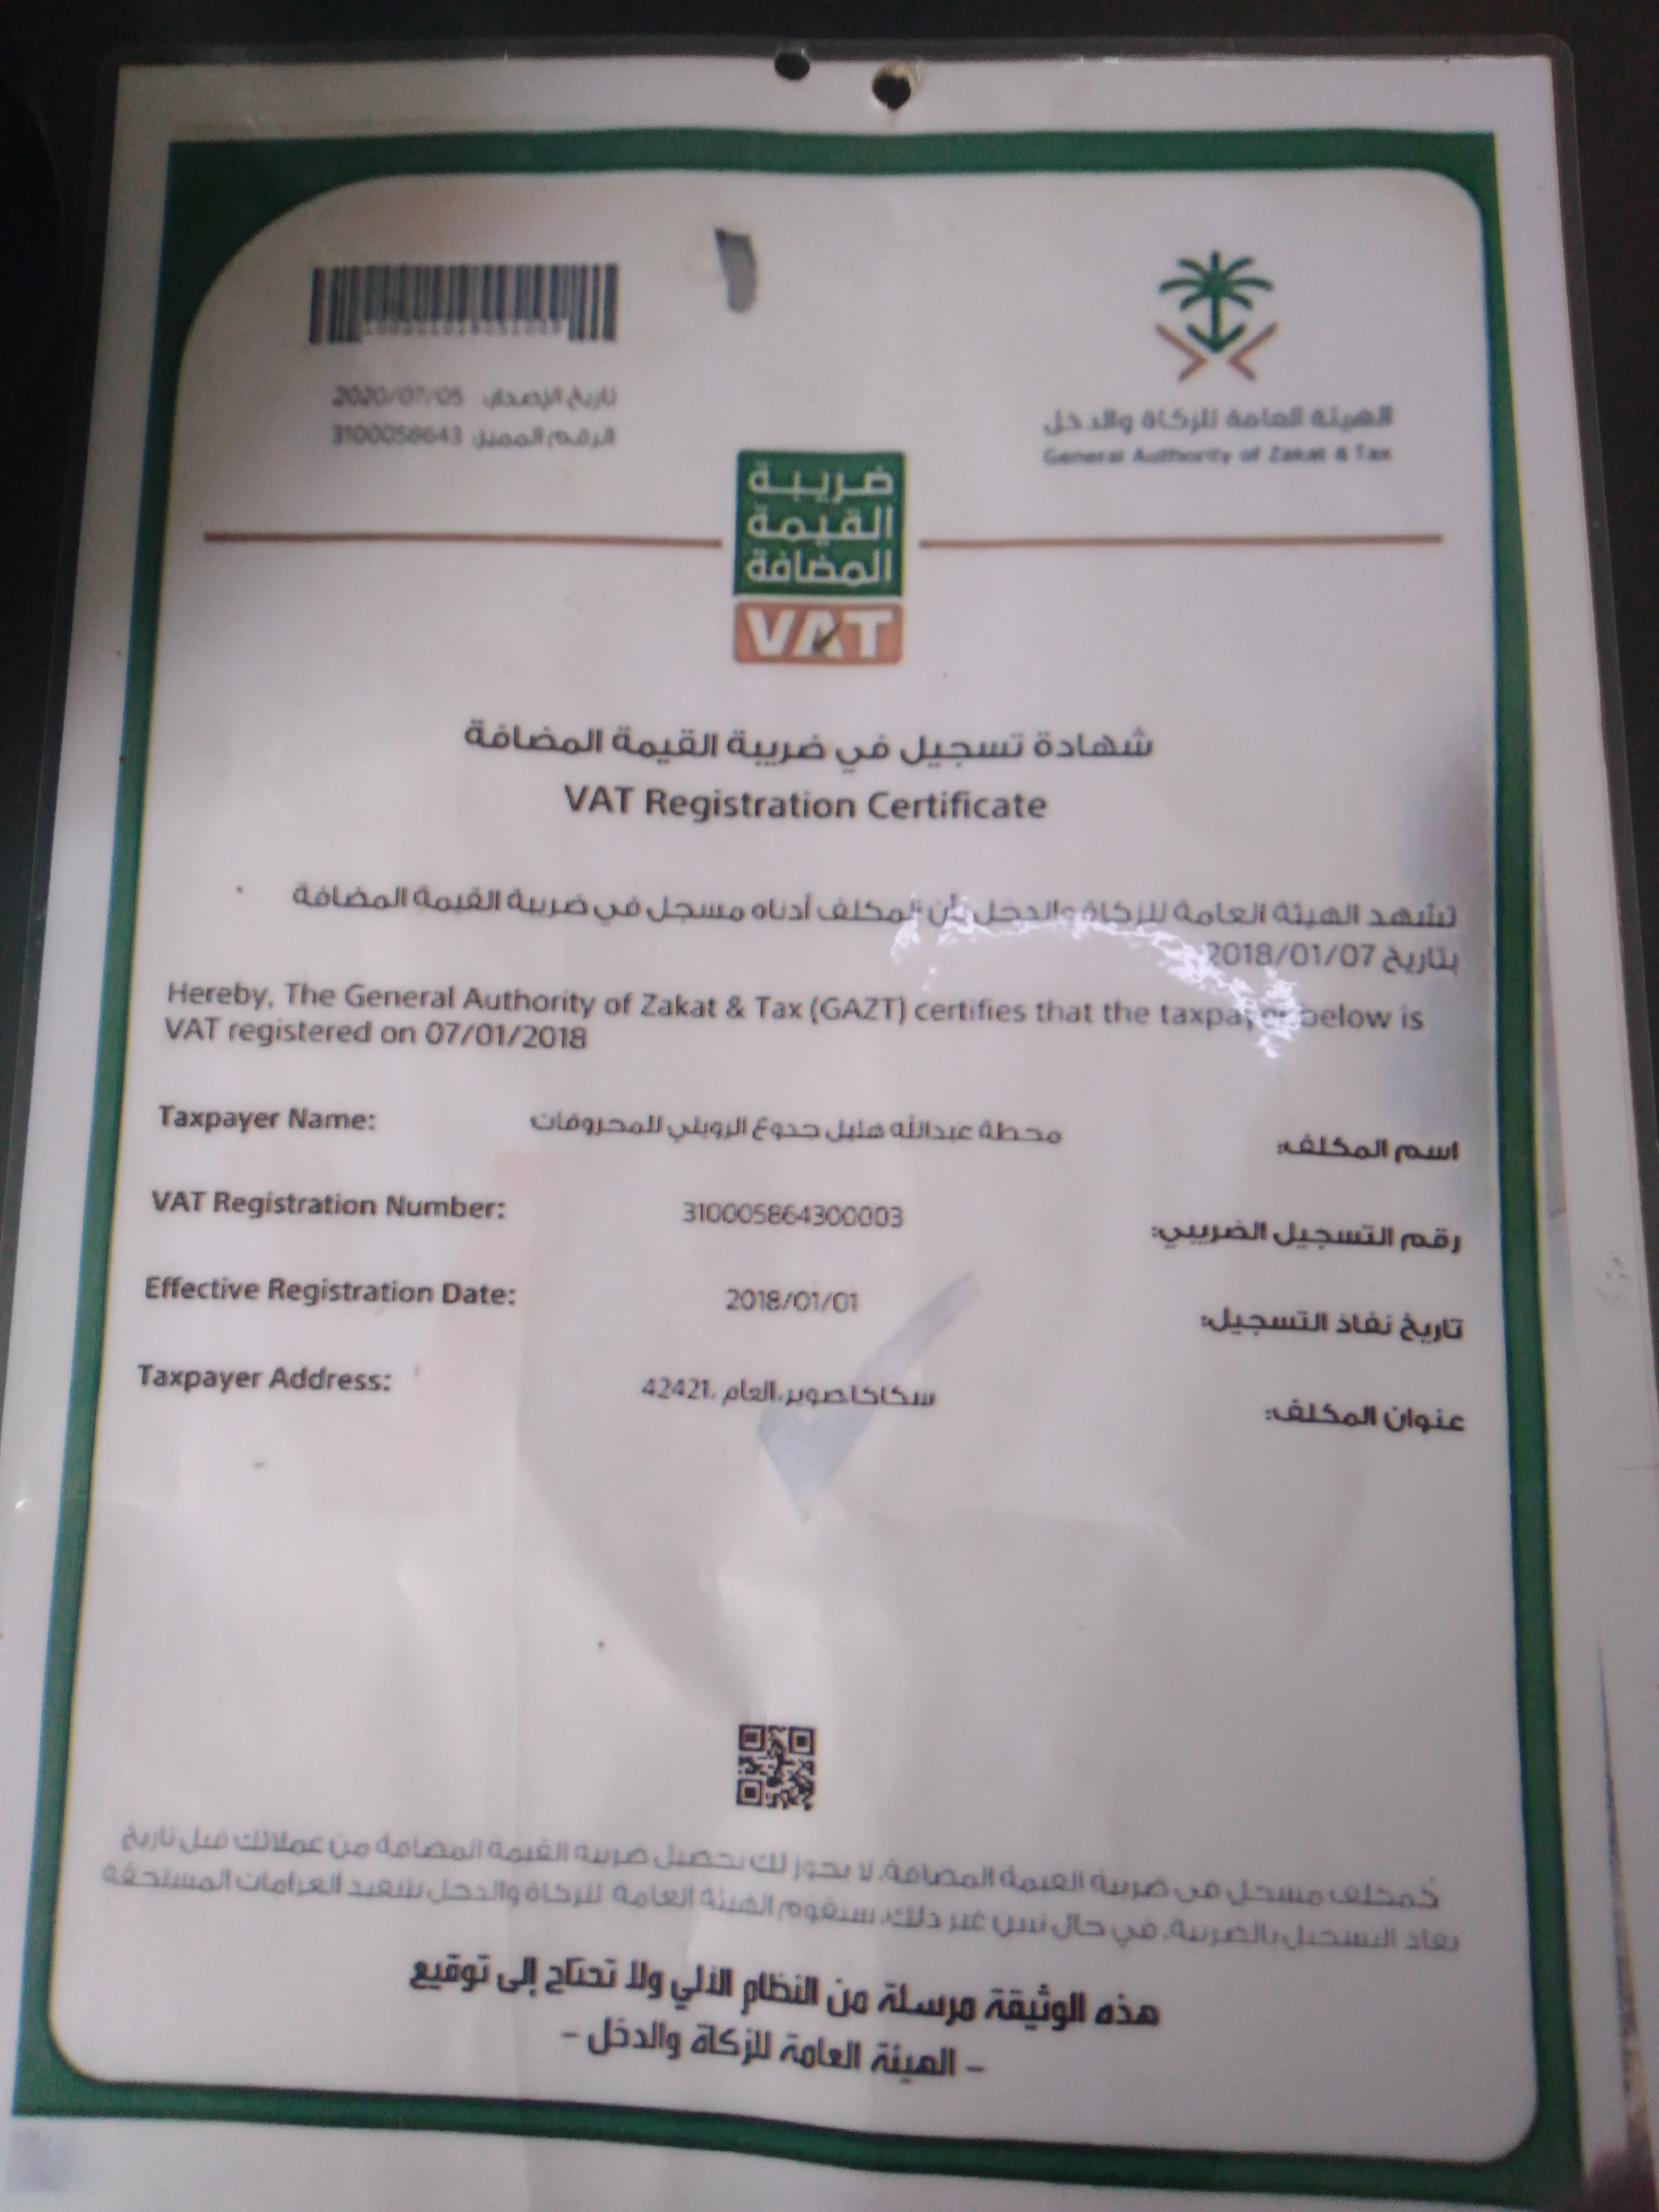 الهيئة العامة للزكاة والدخل
General Authority of Zakat & Tax
تاريخ الإصدار: 2020/07/05
الرقم المميز: 3100058643
ضريبة
القيمة
المضافة
VAT
شهادة تسجيل في ضريبة القيمة المضافة
VAT Registration Certificate
تشهد الهيئة العامة للزكاة والدخل بأن المكلف أدناه مسجل في ضريبة القيمة المضافة
بتاريخ 2018/01/07
Hereby, The General Authority of Zakat & Tax (GAZT) certifies that the taxpayer below is
VAT registered on 07/01/2018
Taxpayer Name: محطة عبدالله هليل جدوع الرويلي للمحروقات اسم المكلف:
VAT Registration Number: 310005864300003 رقم التسجيل الضريبي:
Effective Registration Date: 2018/01/01 تاريخ نفاذ التسجيل:
Taxpayer Address: سكاكا,صوير,العام ,42421 عنوان المكلف:
كمكلف مسجل في ضريبة القيمة المضافة، لا يجوز لك تحصيل ضريبة القيمة المضافة من عملائك قبل تاريخ
نفاذ التسجيل بالضريبة، في حال تبين غير ذلك، ستقوم الهيئة العامة للزكاة والدخل بتنفيذ الغرامات المستحقة
هذه الوثيقة مرسلة من النظام الآلي ولا تحتاج إلى توقيع
- الهيئة العامة للزكاة والدخل -